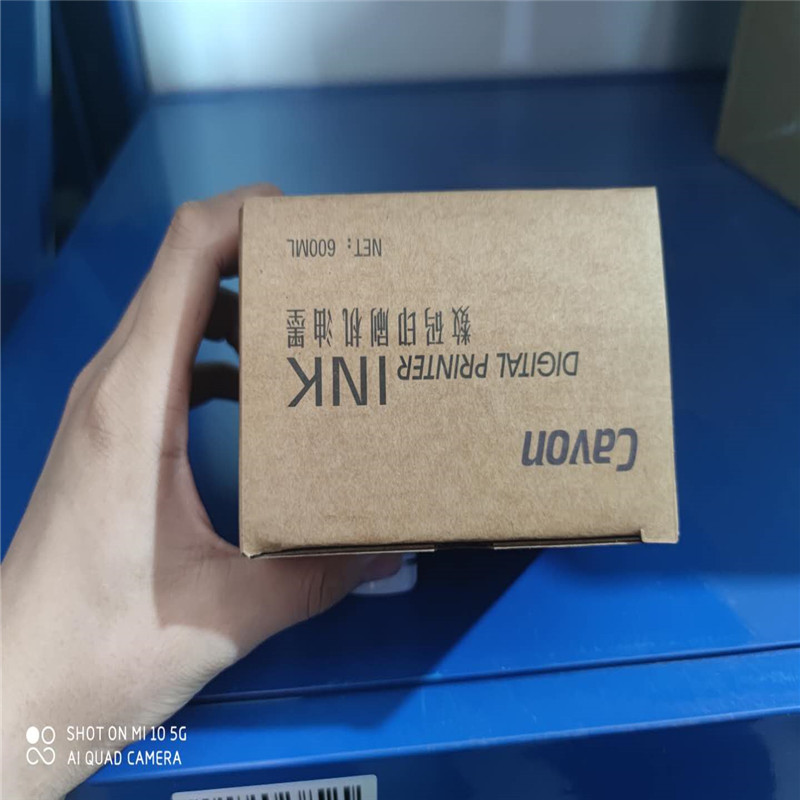 Cavon
DIGITAL PRINTER INK
数码印刷机油墨
NET: 600ML
SHOT ON MI 10 5G
AI QUAD CAMERA